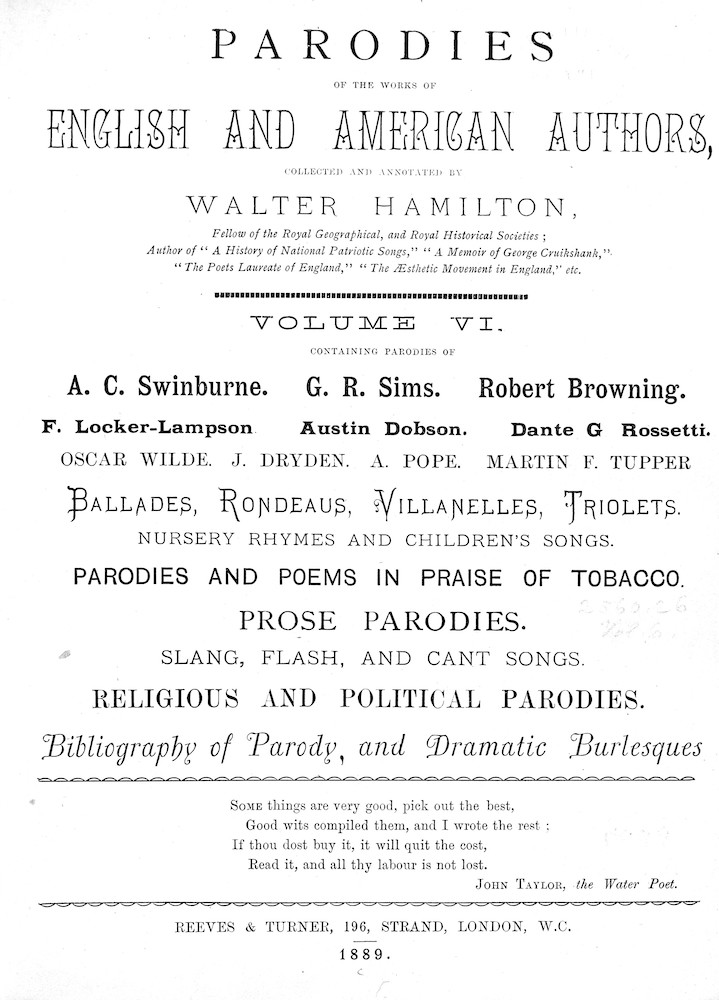 PARODIES
OF THE WORKS OF
ENGLISH AND AMERICAN AUTHORS,
COLLECTED AND ANNOTATED BY
WALTER HAMILTON,
Fellow of the Royal Geographical, and Royal Historical Societies ;
Author of " A History of National Patriotic Songs," " A Memoir of George Cruikshank,"
" The Poets Laureate of England," " The Æsthetic Movement in England," etc.
VOLUME VI.
CONTAINING PARODIES OF
A. C. Swinburne. G. R. Sims. Robert Browning.
F. Locker-Lampson Austin Dobson. Dante G Rossetti.
OSCAR WILDE. J. DRYDEN. A. POPE. MARTIN F. TUPPER
BALLADES, RONDEAUS, VILLANELLES, TRIOLETS.
NURSERY RHYMES AND CHILDREN'S SONGS.
PARODIES AND POEMS IN PRAISE OF TOBACCO.
PROSE PARODIES.
SLANG, FLASH, AND CANT SONGS.
RELIGIOUS AND POLITICAL PARODIES.
Bibliography of Parody, and Dramatic Burlesques
SOME things are very good, pick out the best,
Good wits compiled them, and I wrote the rest ;
If thou dost buy it, it will quit the cost,
Read it, and all thy labour is not lost.
JOHN TAYLOR, the Water Poet.
REEVES & TURNER, 196, STRAND, LONDON, W.C.
1889.